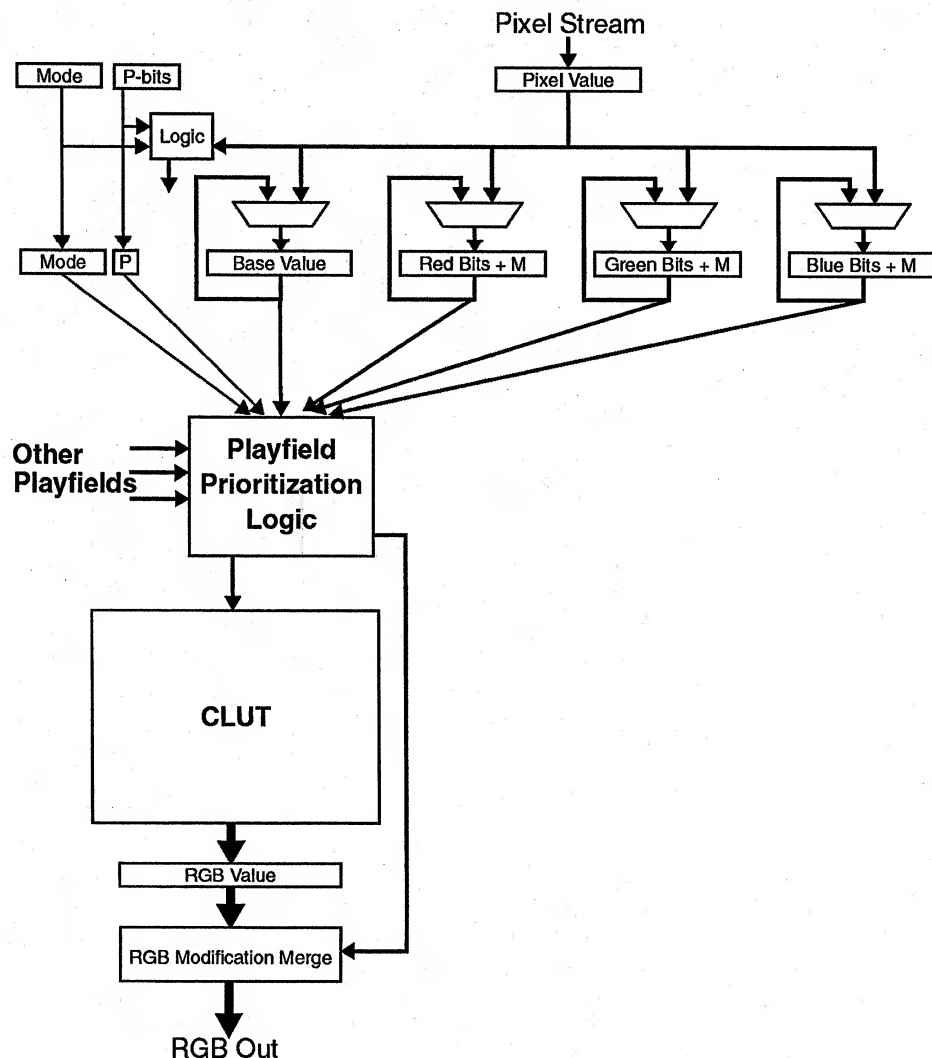 Pixel Stream
Mode
P-bits
Pixel Value
Logic
Mode
P
Base Value
Red Bits + M
Green Bits + M
Blue Bits + M
Other
Playfields
Playfield
Prioritization
Logic
CLUT
RGB Value
RGB Modification Merge
RGB Out